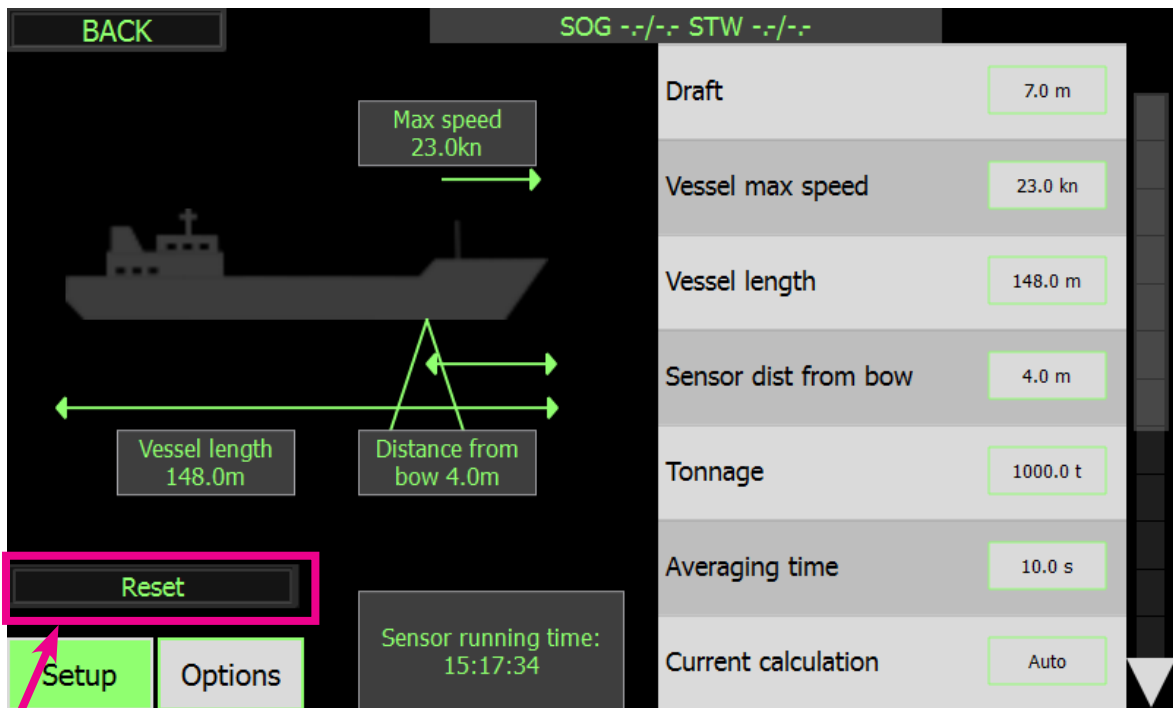 BACK
SOG -.-/-.- STW -.-/-.-
Max speed
23.0kn
Vessel length
148.0m
Distance from
bow 4.0m
Reset
Setup
Options
Sensor running time:
15:17:34
Draft
7.0 m
Vessel max speed
23.0 kn
Vessel length
148.0 m
Sensor dist from bow
4.0 m
Tonnage
1000.0 t
Averaging time
10.0 s
Current calculation
Auto